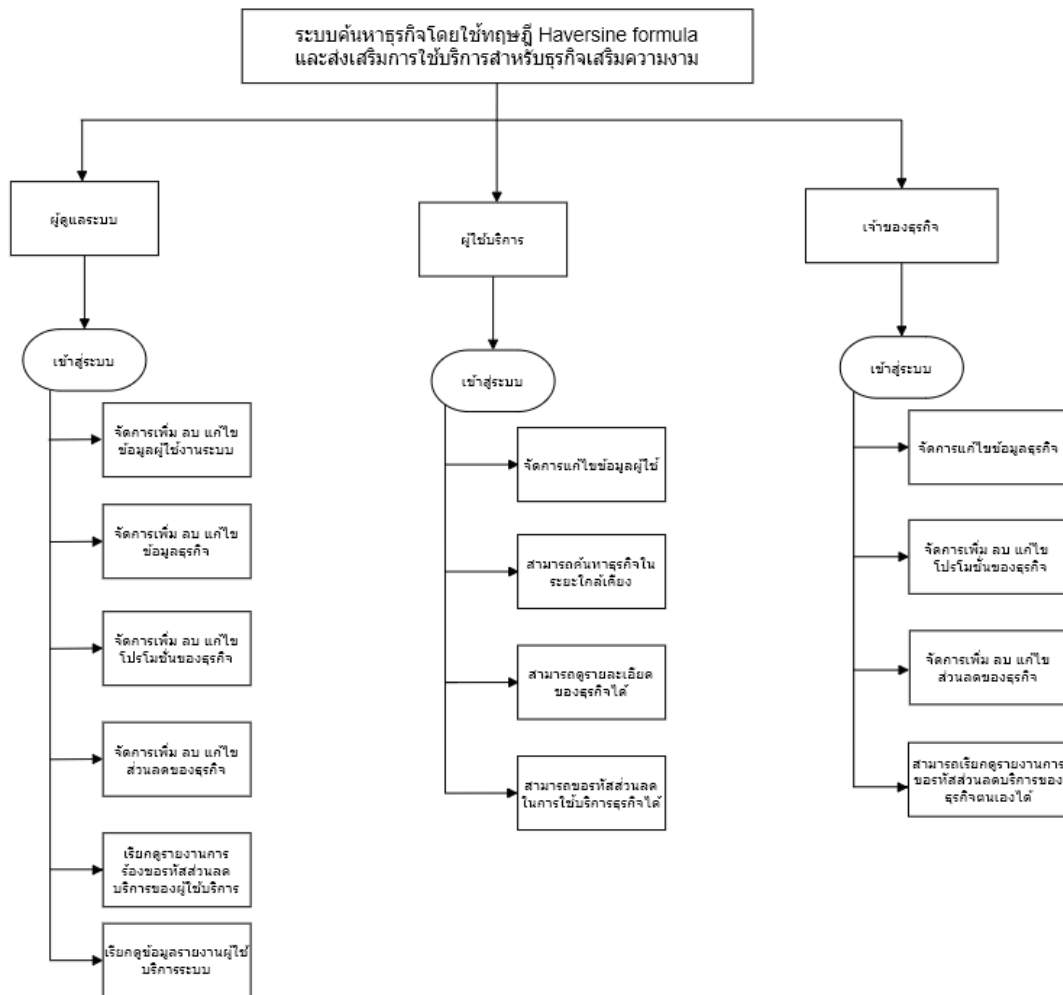 ระบบค้นหาธุรกิจโดยใช้ทฤษฎี Haversine formula
และส่งเสริมการใช้บริการสำหรับธุรกิจเสริมความงาม
ผู้ดูแลระบบ
เข้าสู่ระบบ
จัดการเพิ่ม ลบ แก้ไข
ข้อมูลผู้ใช้งานระบบ
จัดการเพิ่ม ลบ แก้ไข
ข้อมูลธุรกิจ
จัดการเพิ่ม ลบ แก้ไข
โปรโมชั่นของธุรกิจ
จัดการเพิ่ม ลบ แก้ไข
ส่วนลดของธุรกิจ
เรียกดูรายงานการ
ร้องขอรหัสส่วนลด
บริการของผู้ใช้บริการ
เรียกดูข้อมูลรายงานผู้ใช้
บริการระบบ
ผู้ใช้บริการ
เข้าสู่ระบบ
จัดการแก้ไขข้อมูลผู้ใช้
สามารถค้นหาธุรกิจใน
ระยะใกล้เคียง
สามารถดูรายละเอียด
ของธุรกิจได้
สามารถขอรหัสส่วนลด
ในการใช้บริการธุรกิจได้
เจ้าของธุรกิจ
เข้าสู่ระบบ
จัดการแก้ไขข้อมูลธุรกิจ
จัดการเพิ่ม ลบ แก้ไข
โปรโมชั่นของธุรกิจ
จัดการเพิ่ม ลบ แก้ไข
ส่วนลดของธุรกิจ
สามารถเรียกดูรายงานการ
ขอรหัสส่วนลดบริการของ
ธุรกิจตนเองได้